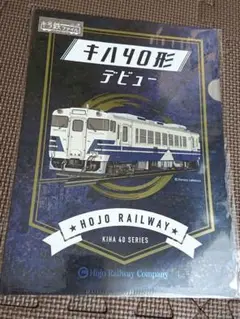 キハ40形
デビュー
HOJO RAILWAY
KIHA 40 SERIES
Hojo Railway Company